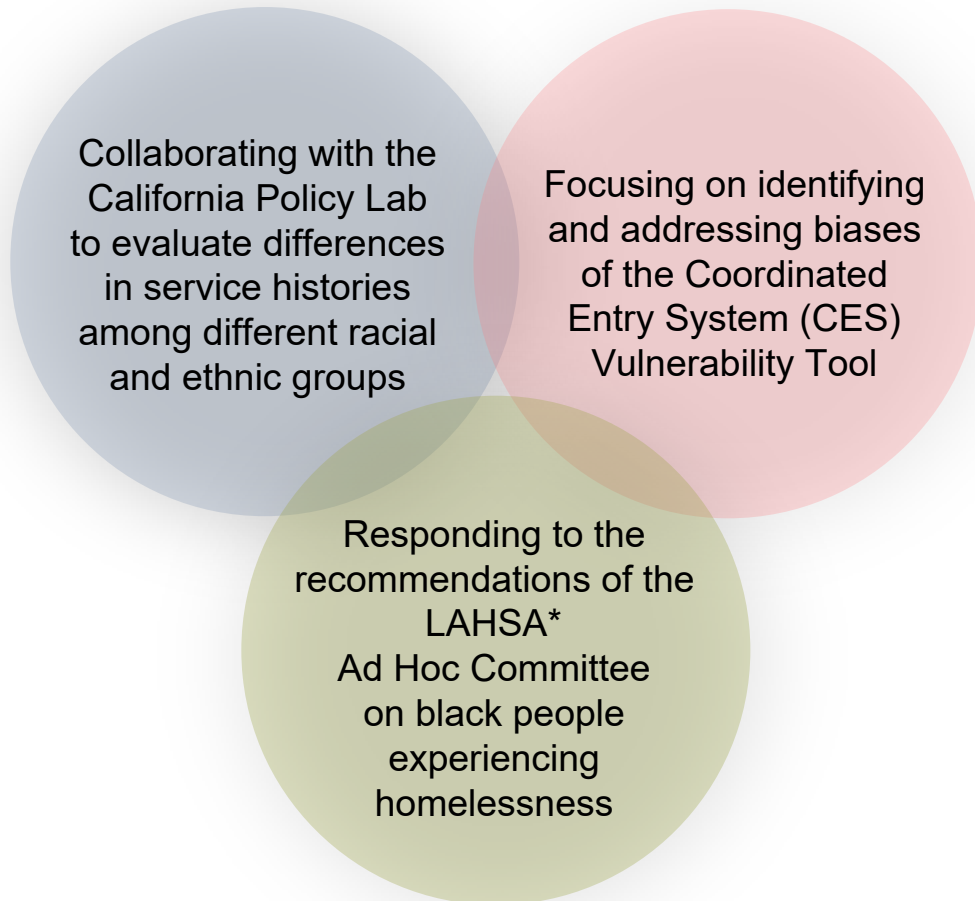 Collaborating with the
California Policy Lab
to evaluate differences
in service histories
among different racial
and ethnic groups
Focusing on identifying
and addressing biases
of the Coordinated
Entry System (CES)
Vulnerability Tool
Responding to the
recommendations of the
LAHSA*
Ad Hoc Committee
on black people
experiencing
homelessness